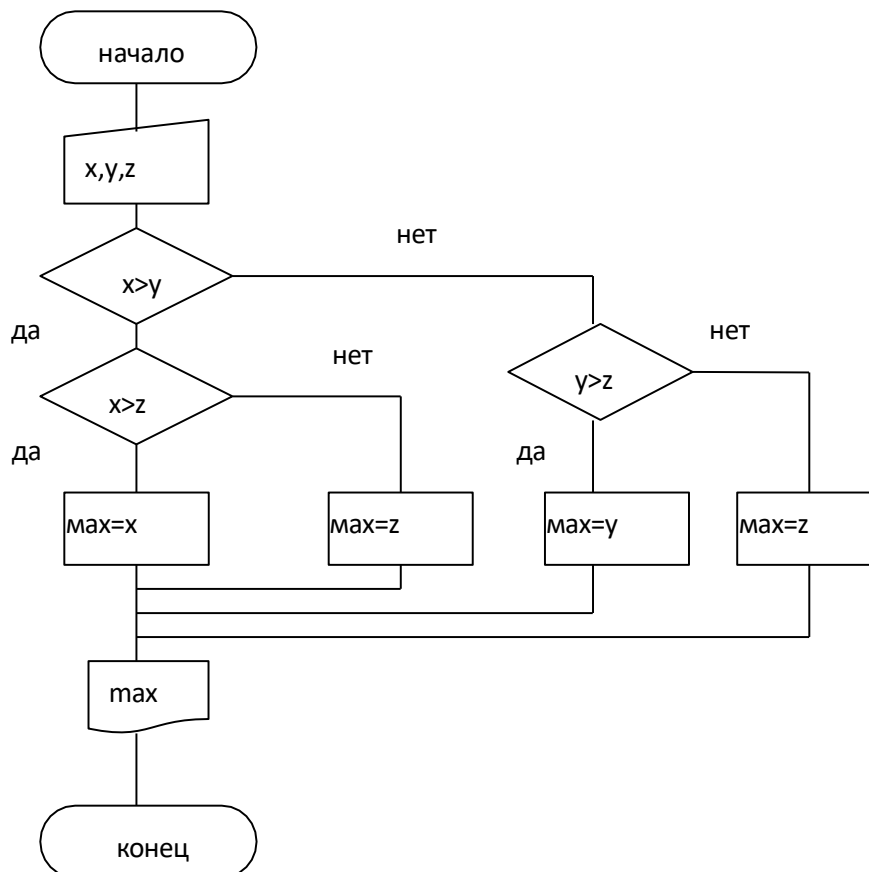 начало
x,y,z
нет
x>y
да
нет
нет
x>z
y>z
да
да
мах=x
мах=z
мах=y
мах=z
max
конец